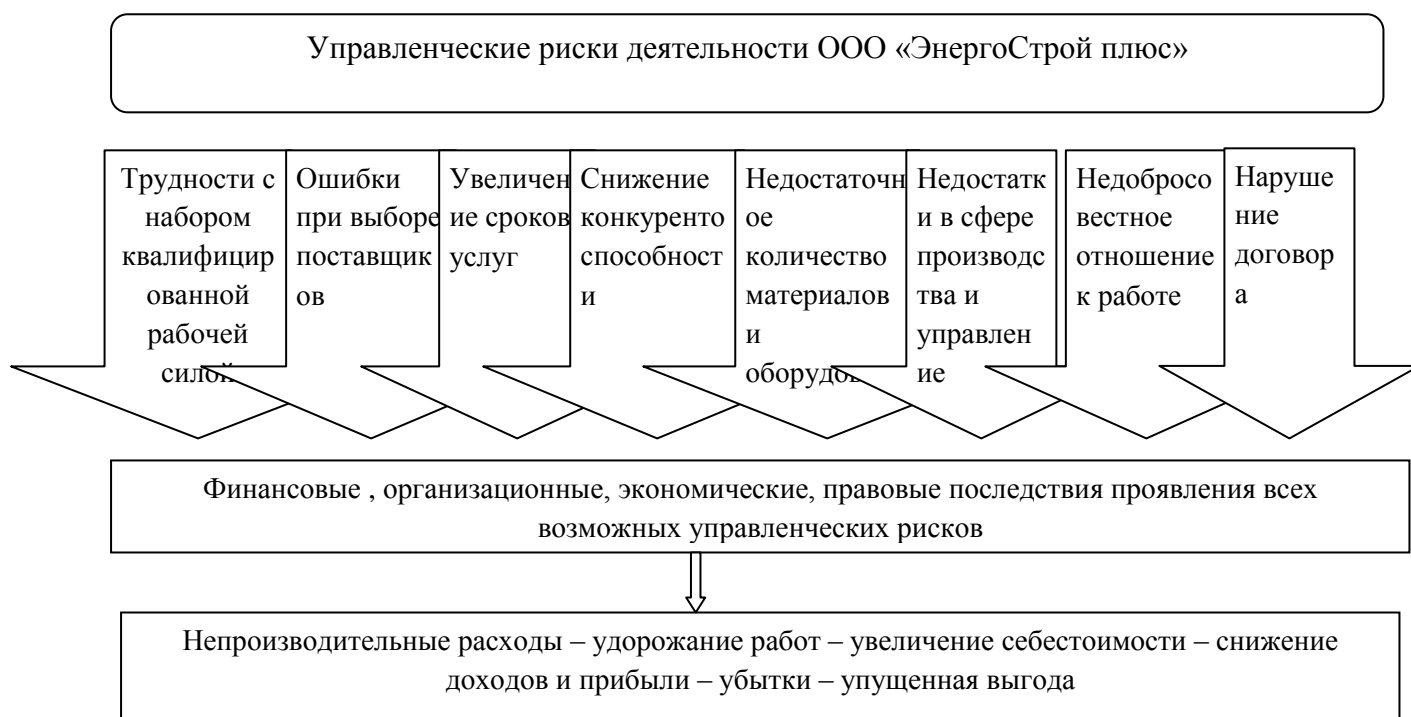 Управленческие риски деятельности ООО «ЭнергоСтрой плюс»
Трудности с
набором
квалифицир
ованной
рабочей
силой
Ошибки
при выборе
поставщик
ов
Увеличен
ие сроков
услуг
Снижение
конкуренто
способност
и
Недостаточн
ое
количество
материалов
и
оборудов
Недостатк
и в сфере
производс
тва и
управлен
ие
Недобросо
вестное
отношение
к работе
Наруше
ние
договор
а
Финансовые , организационные, экономические, правовые последствия проявления всех
возможных управленческих рисков
Непроизводительные расходы – удорожание работ – увеличение себестоимости – снижение
доходов и прибыли – убытки – упущенная выгода